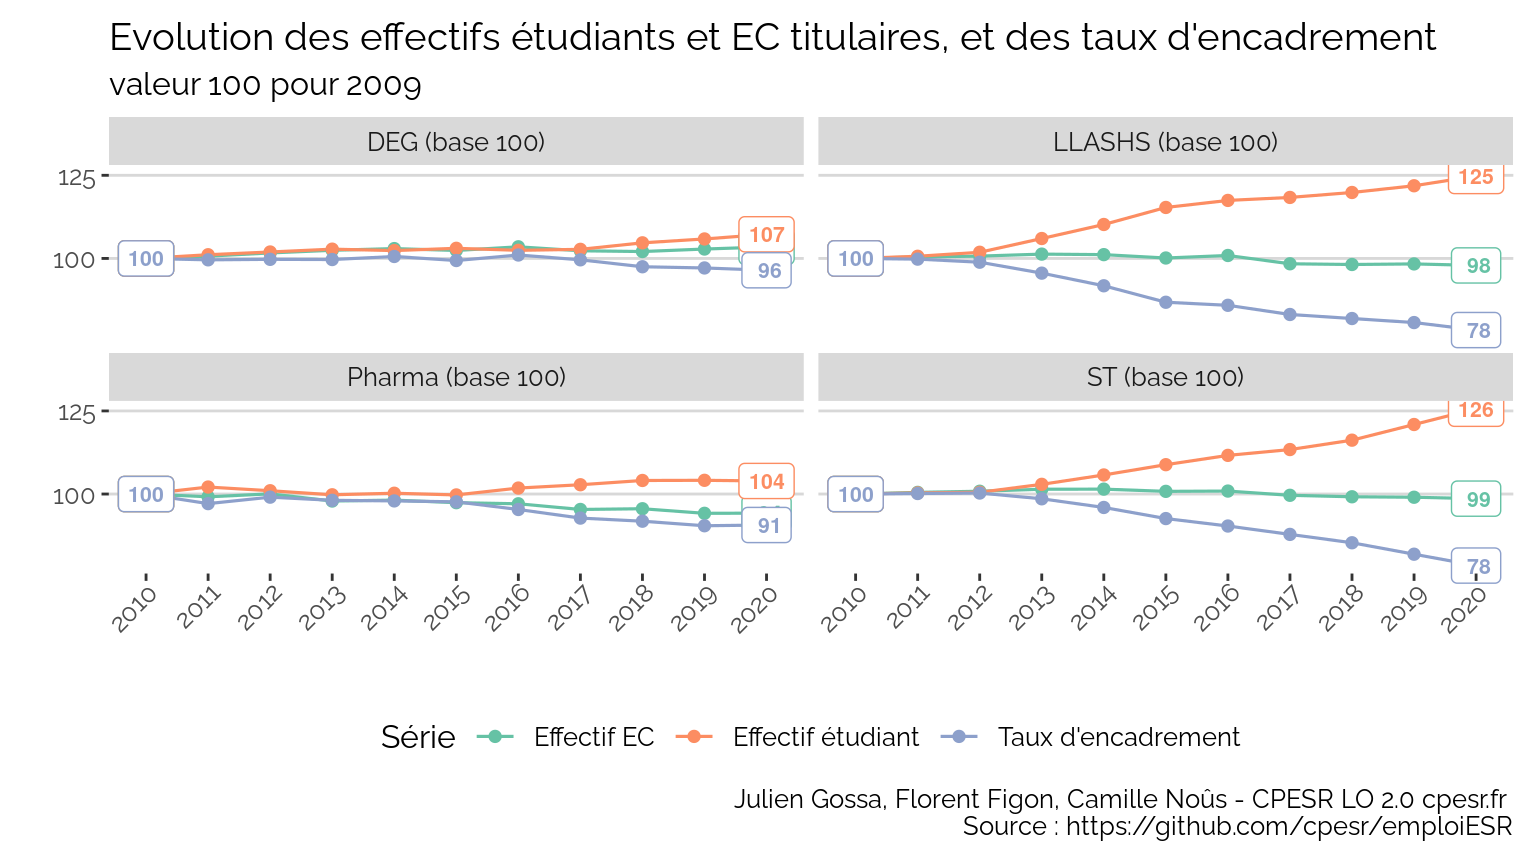 Evolution des effectifs étudiants et EC titulaires, et des taux d'encadrement
valeur 100 pour 2009
DEG (base 100)
LLASHS (base 100)
125
100
100
107
96
100
125
98
78
Pharma (base 100)
ST (base 100)
125
100
100
104
91
100
126
99
78
2010 2011 2012 2013 2014 2015 2016 2017 2018 2019 2020
2010 2011 2012 2013 2014 2015 2016 2017 2018 2019 2020
Série Effectif EC Effectif étudiant Taux d'encadrement
Julien Gossa, Florent Figon, Camille Noûs - CPESR LO 2.0 cpesr.fr
Source : https://github.com/cpesr/emploiESR